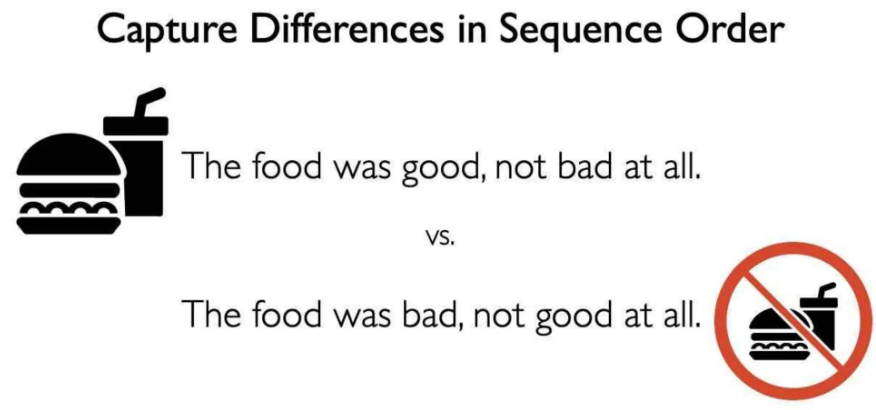 Capture Differences in Sequence Order
The food was good, not bad at all.
vs.
The food was bad, not good at all.